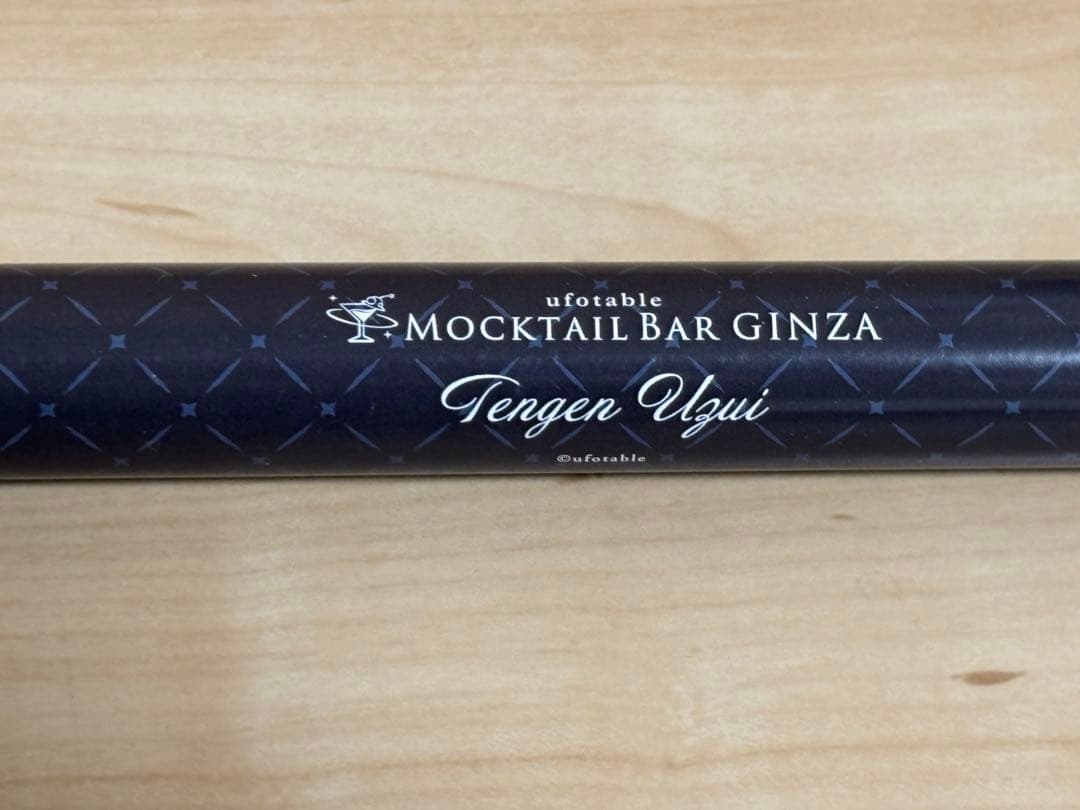 ufotable
MOCKTAIL BAR GINZA
Tengen Uzui
©ufotable